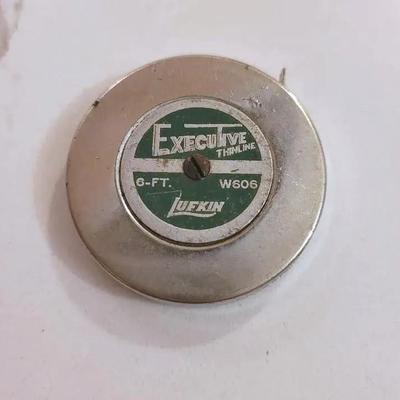 EXECUTIVE
THINLINE
6-FT. W606
LUFKIN